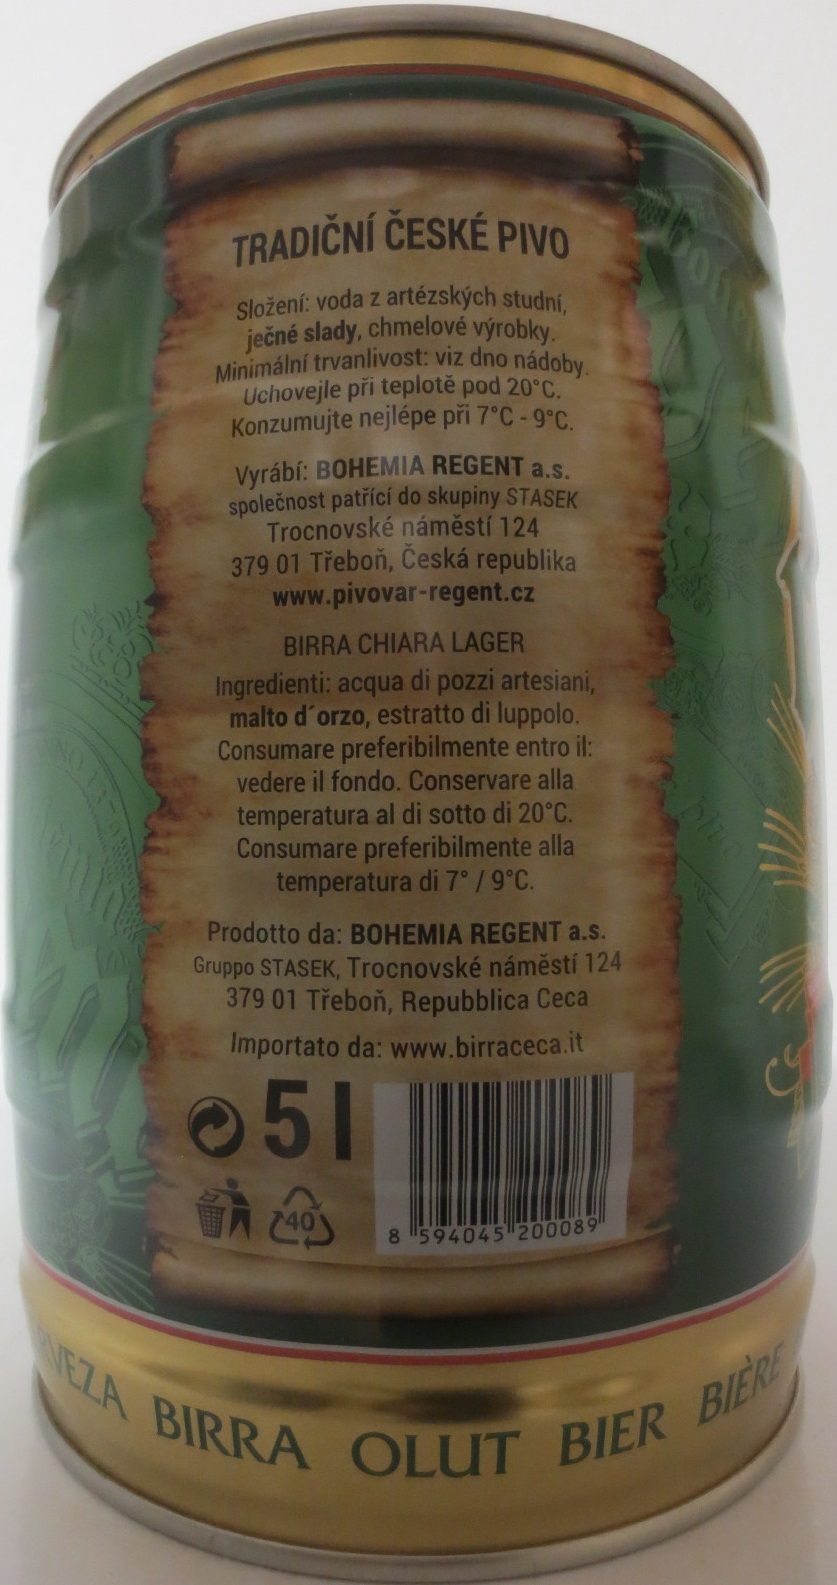 TRADIČNÍ ČESKÉ PIVO
Složení: voda z artézských studní,
ječné slady, chmelové výrobky.
Minimální trvanlivost: viz dno nádoby.
Uchovejle při teplotě pod 20°C.
Konzumujte nejlépe při 7°C - 9°C.
Vyrábí: BOHEMIA REGENT a.s.
společnost patřící do skupiny STASEK
Trocnovské náměstí 124
379 01 Třeboň, Česká republika
www.pivovar-regent.cz
BIRRA CHIARA LAGER
Ingredienti: acqua di pozzi artesiani,
malto d´orzo, estratto di luppolo.
Consumare preferibilmente entro il:
vedere il fondo. Conservare alla
temperatura al di sotto di 20°C.
Consumare preferibilmente alla
temperatura di 7° / 9°C.
Prodotto da: BOHEMIA REGENT a.s.
Gruppo STASEK, Trocnovské náměstí 124
379 01 Třeboň, Repubblica Ceca
Importato da: www.birraceca.it
5 l
40
8 594045 200089
RVEZA BIRRA OLUT BIER BIÈRE